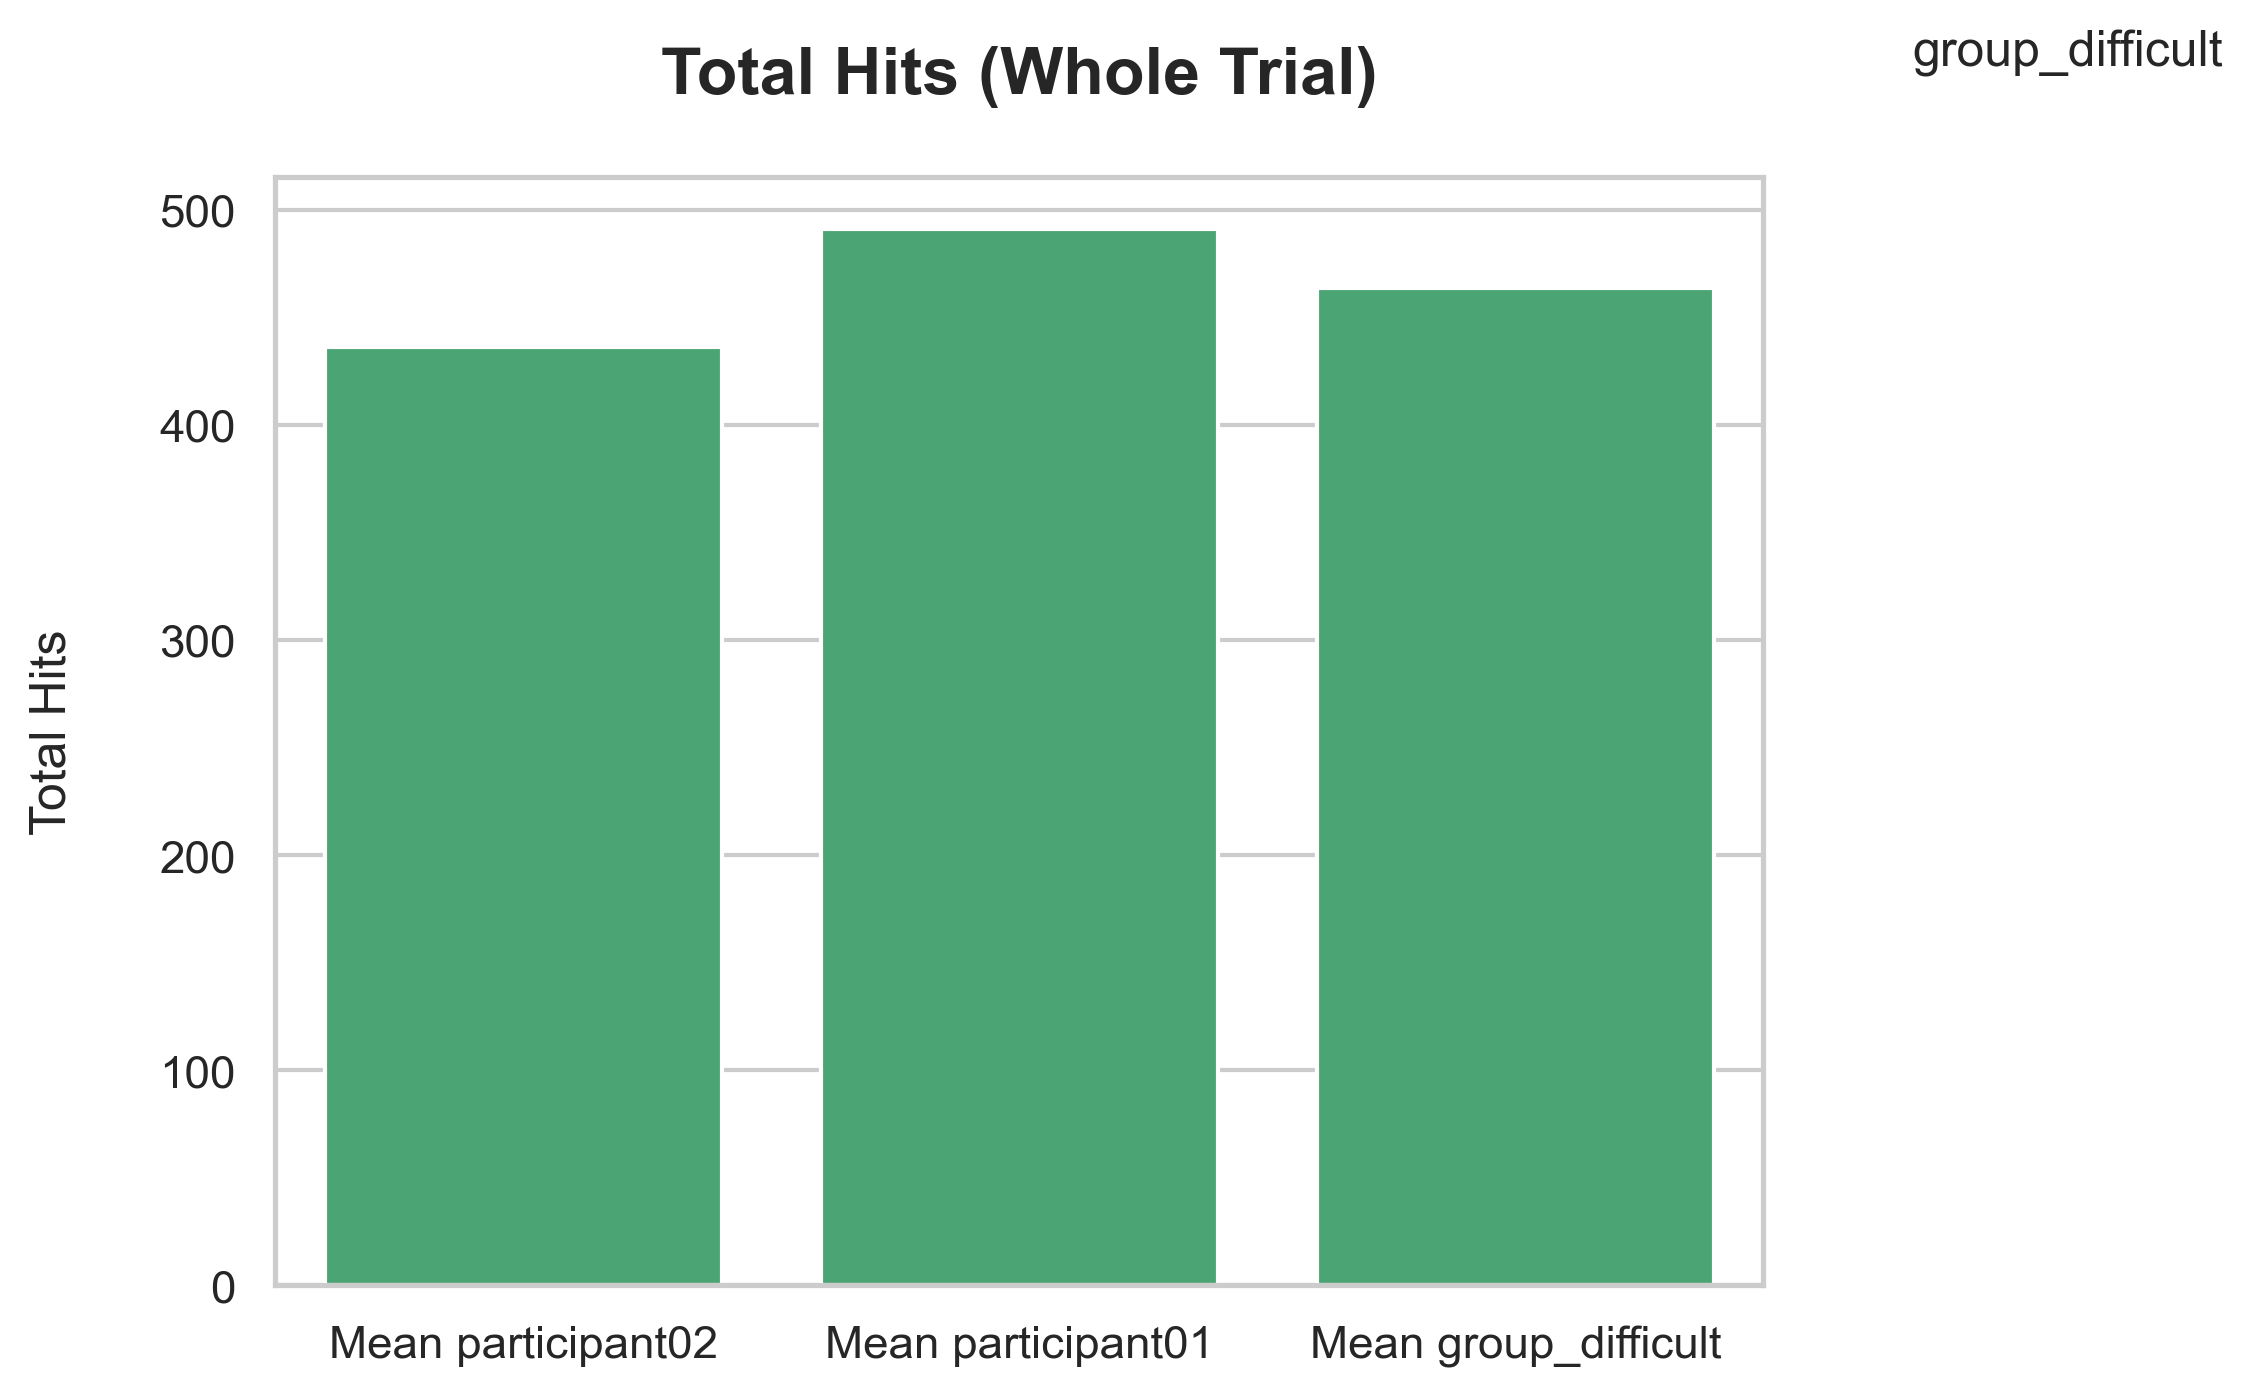 group_difficult
Total Hits (Whole Trial)
Total Hits
500
400
300
200
100
0
Mean participant02
Mean participant01
Mean group_difficult